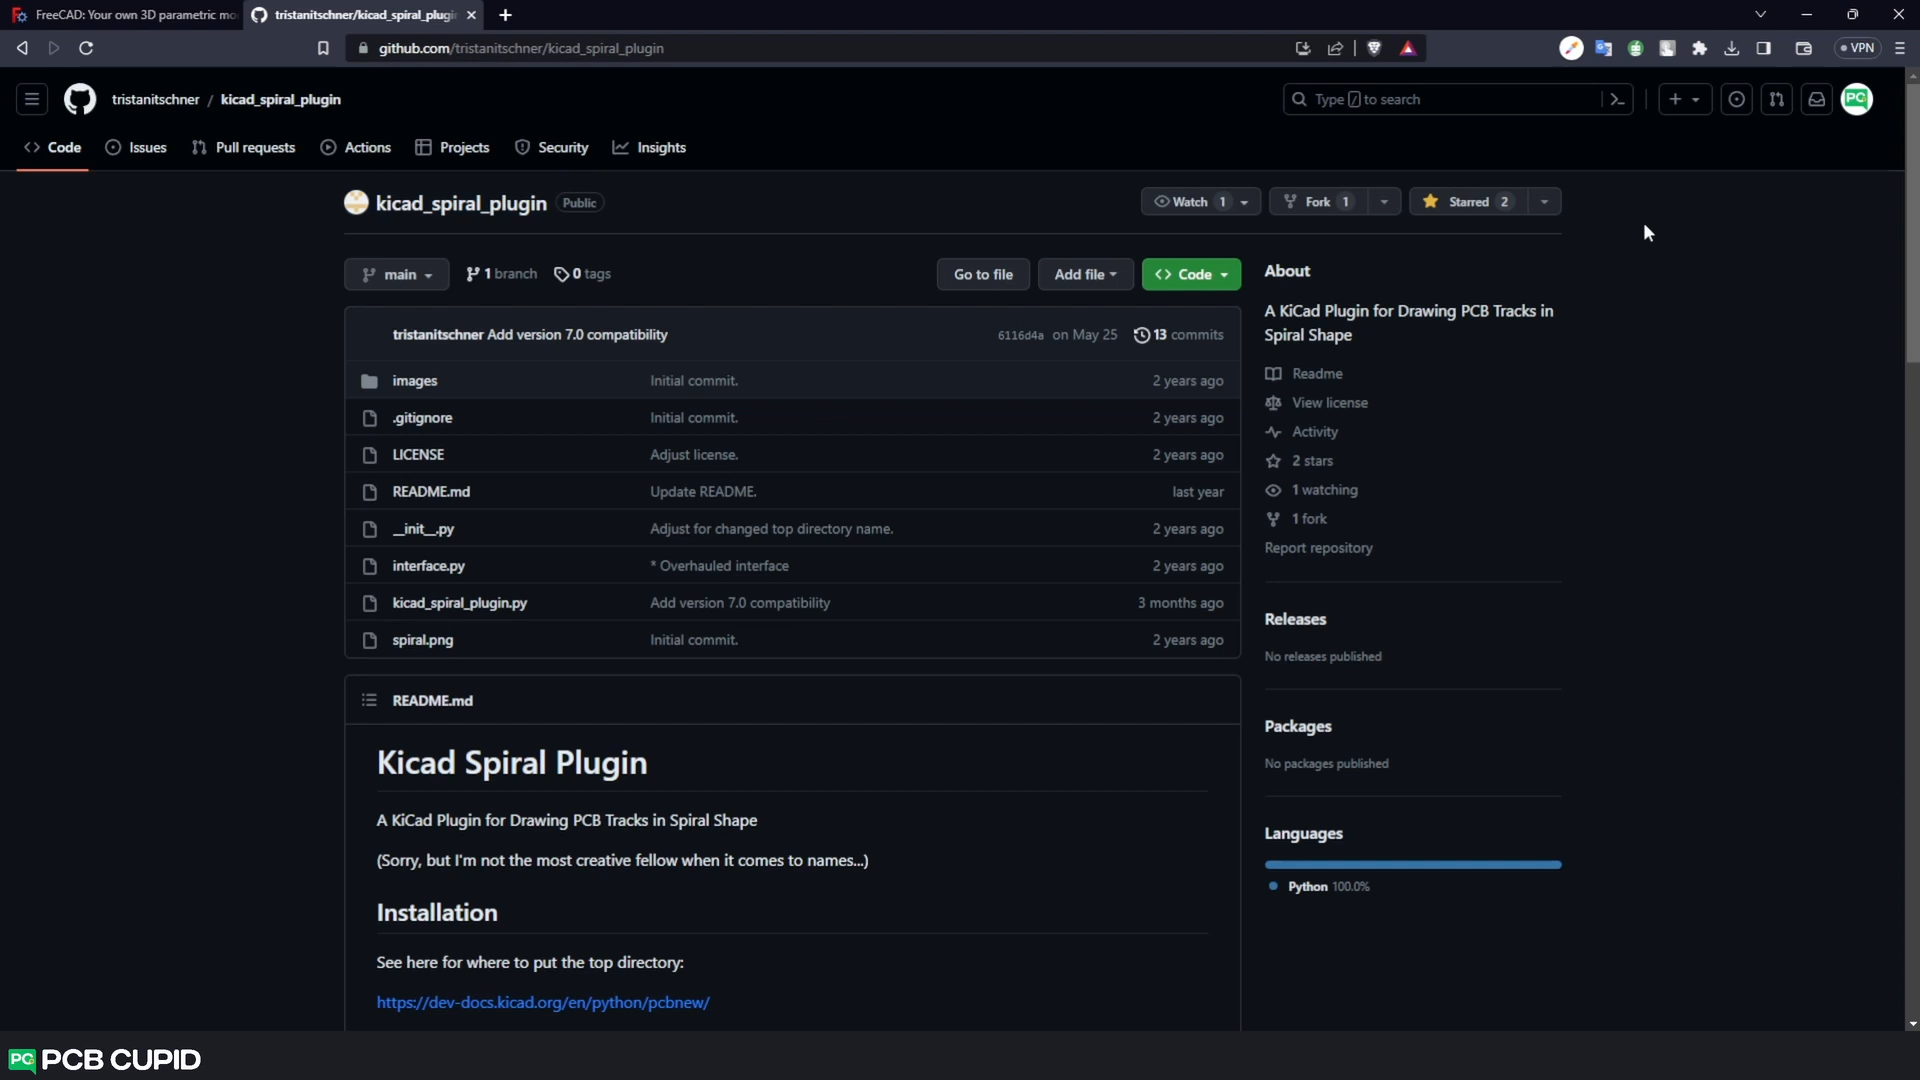 FreeCAD: Your own 3D parametric mo
tristanitschner/kicad_spiral_plugi
github.com/tristanitschner/kicad_spiral_plugin
VPN
tristanitschner / kicad_spiral_plugin
Type / to search
Code
Issues
Pull requests
Actions
Projects
Security
Insights
kicad_spiral_plugin Public
Watch 1
Fork 1
Starred 2
main
1 branch
0 tags
Go to file
Add file
Code
tristanitschner Add version 7.0 compatibility 6116d4a on May 25 13 commits
images Initial commit. 2 years ago
.gitignore Initial commit. 2 years ago
LICENSE Adjust license. 2 years ago
README.md Update README. last year
__init__.py Adjust for changed top directory name. 2 years ago
interface.py * Overhauled interface 2 years ago
kicad_spiral_plugin.py Add version 7.0 compatibility 3 months ago
spiral.png Initial commit. 2 years ago
README.md
Kicad Spiral Plugin
A KiCad Plugin for Drawing PCB Tracks in Spiral Shape
(Sorry, but I'm not the most creative fellow when it comes to names...)
Installation
See here for where to put the top directory:
https://dev-docs.kicad.org/en/python/pcbnew/
About
A KiCad Plugin for Drawing PCB Tracks in
Spiral Shape
Readme
View license
Activity
2 stars
1 watching
1 fork
Report repository
Releases
No releases published
Packages
No packages published
Languages
Python 100.0%
PCB CUPID